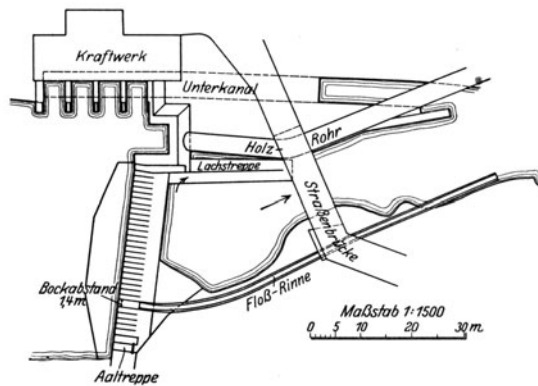 Kraftwerk
Unterkanal
Holz-
Rohr
Lachstreppe
Straßenbrücke
Bockabstand
1,4 m
Floß-Rinne
Maßstab 1:1500
0 5 10 20 30 m.
Aaltreppe